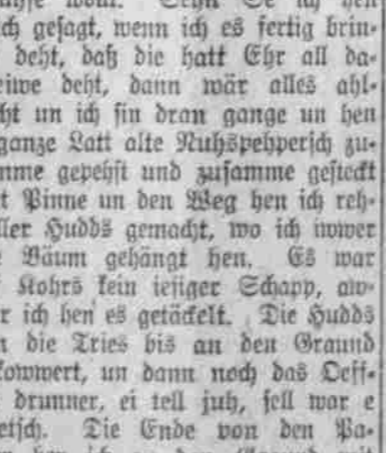 ch gesagt, wenn ich es fertig brin-
deht, daß die hatt Ehr all da-
eiwe deht, dann wär alles ahl-
ht un ich sin dran gange un hen
ganze Latt alte Nuhspehpersch zu-
mme gepehst und zusamme gesteckt
t Pinne un den Weg hen ich reh-
ller Hudds gemacht, wo ich iwwer
e Bäum gehängt hen. Es war
Kohrs kein iesiger Schapp, aw-
r ich hen es getäckelt. Die Hudds
n die Tries bis an den Graund
kowwert, un dann noch das Oeff-
drunner, ei tell juh, sell war e
etsch. Die Ende von den Pa-